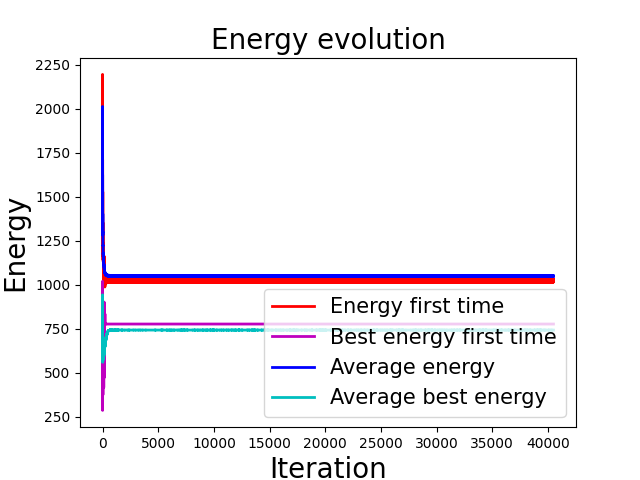 Energy evolution
Energy
2250
2000
1750
1500
1250
1000
750
500
250
Energy first time
Best energy first time
Average energy
Average best energy
0 5000 10000 15000 20000 25000 30000 35000 40000
Iteration